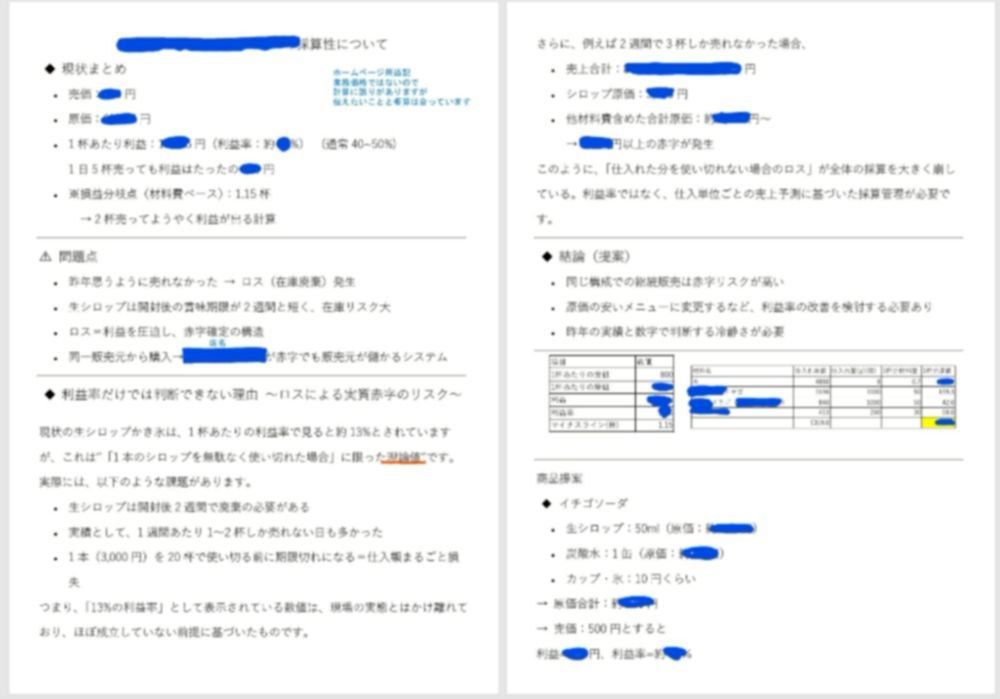 採算性について
◆ 現状まとめ
ホームページ用追記
業務価格ではないので
計算に誤りがありますが
伝えたいことと概算は合っています
・ 売価 円
・ 原価： 円
・ 1杯あたり利益： 円（利益率：約 %）（通常 40~50%）
1日5杯売っても利益はたったの 円
・ ※損益分岐点（材料費ベース）：1.15 杯
→2杯売ってようやく利益が出る計算
⚠ 問題点
・ 昨年思うように売れなかった → ロス（在庫廃棄）発生
・ 生シロップは開封後の賞味期限が2週間と短く、在庫リスク大
・ ロス＝利益を圧迫し、赤字確定の構造
店名
・ 同一販売元から購入→ が赤字でも販売元が儲かるシステム
◆ 利益率だけでは判断できない理由 ～ロスによる実質赤字のリスク～
現状の生シロップかき氷は、1杯あたりの利益率で見ると約13%とされています
が、これは"「1本のシロップを無駄なく使い切れた場合」に限った理論値"です。
実際には、以下のような課題があります。
・ 生シロップは開封後2週間で廃棄の必要がある
・ 実績として、1週間あたり1～2杯しか売れない日も多かった
・ 1本（3,000円）を20杯で使い切る前に期限切れになる＝仕入額まるごと損
失
つまり、「13%の利益率」として表示されている数値は、現場の実態とはかけ離れて
おり、ほぼ成立していない前提に基づいたものです。
さらに、例えば2週間で3杯しか売れなかった場合、
・ 売上合計： 円
・ シロップ原価： 円
・ 他材料費含めた合計原価：約 円～
→ 円以上の赤字が発生
このように、「仕入れた分を使い切れない場合のロス」が全体の採算を大きく崩し
ている。利益率ではなく、仕入単位ごとの売上予測に基づいた採算管理が必要で
す。
◆ 結論（提案）
・ 同じ構成での継続販売は赤字リスクが高い
・ 原価の安いメニューに変更するなど、利益率の改善を検討する必要あり
・ 昨年の実績と数字で判断する冷静さが必要
1杯あたりの売値 800
1杯あたりの原価
利益
利益率
マイナスライン(杯) 1.15
商品提案
◆ イチゴソーダ
・ 生シロップ：50ml（原価： ）
・ 炭酸水：1缶（原価： ）
・ カップ・氷：10円くらい
→ 原価合計：約 円
→ 売価：500円とすると
利益= 円、利益率=約 %